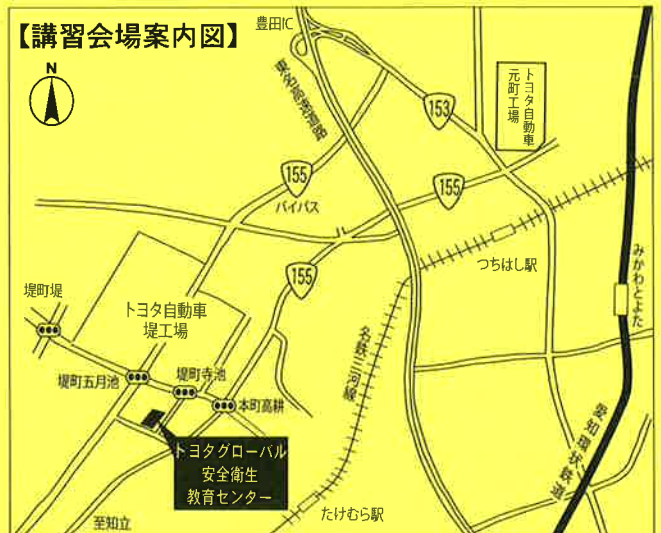 【講習会場案内図】
豊田IC
N
東名高速道路
153
トヨタ自動車
元町工場
155
バイパス
155
つちはし駅
みかわとよた
155
堤町堤
トヨタ自動車
堤工場
名鉄三河線
堤町五月池
堤町寺池
本町高耕
愛知環状鉄道
トヨタグローバル
安全衛生
教育センター
たけむら駅
至知立